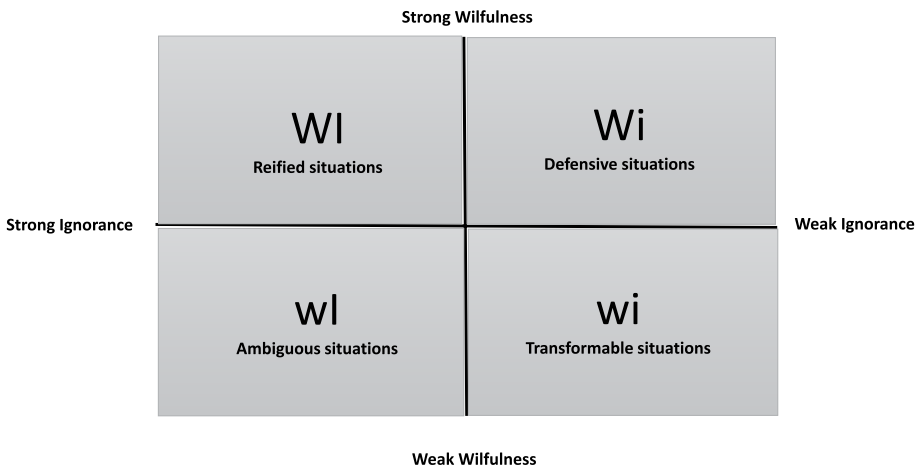 Strong Wilfulness
WI
Reified situations
Wi
Defensive situations
Strong Ignorance
Weak Ignorance
wI
Ambiguous situations
wi
Transformable situations
Weak Wilfulness